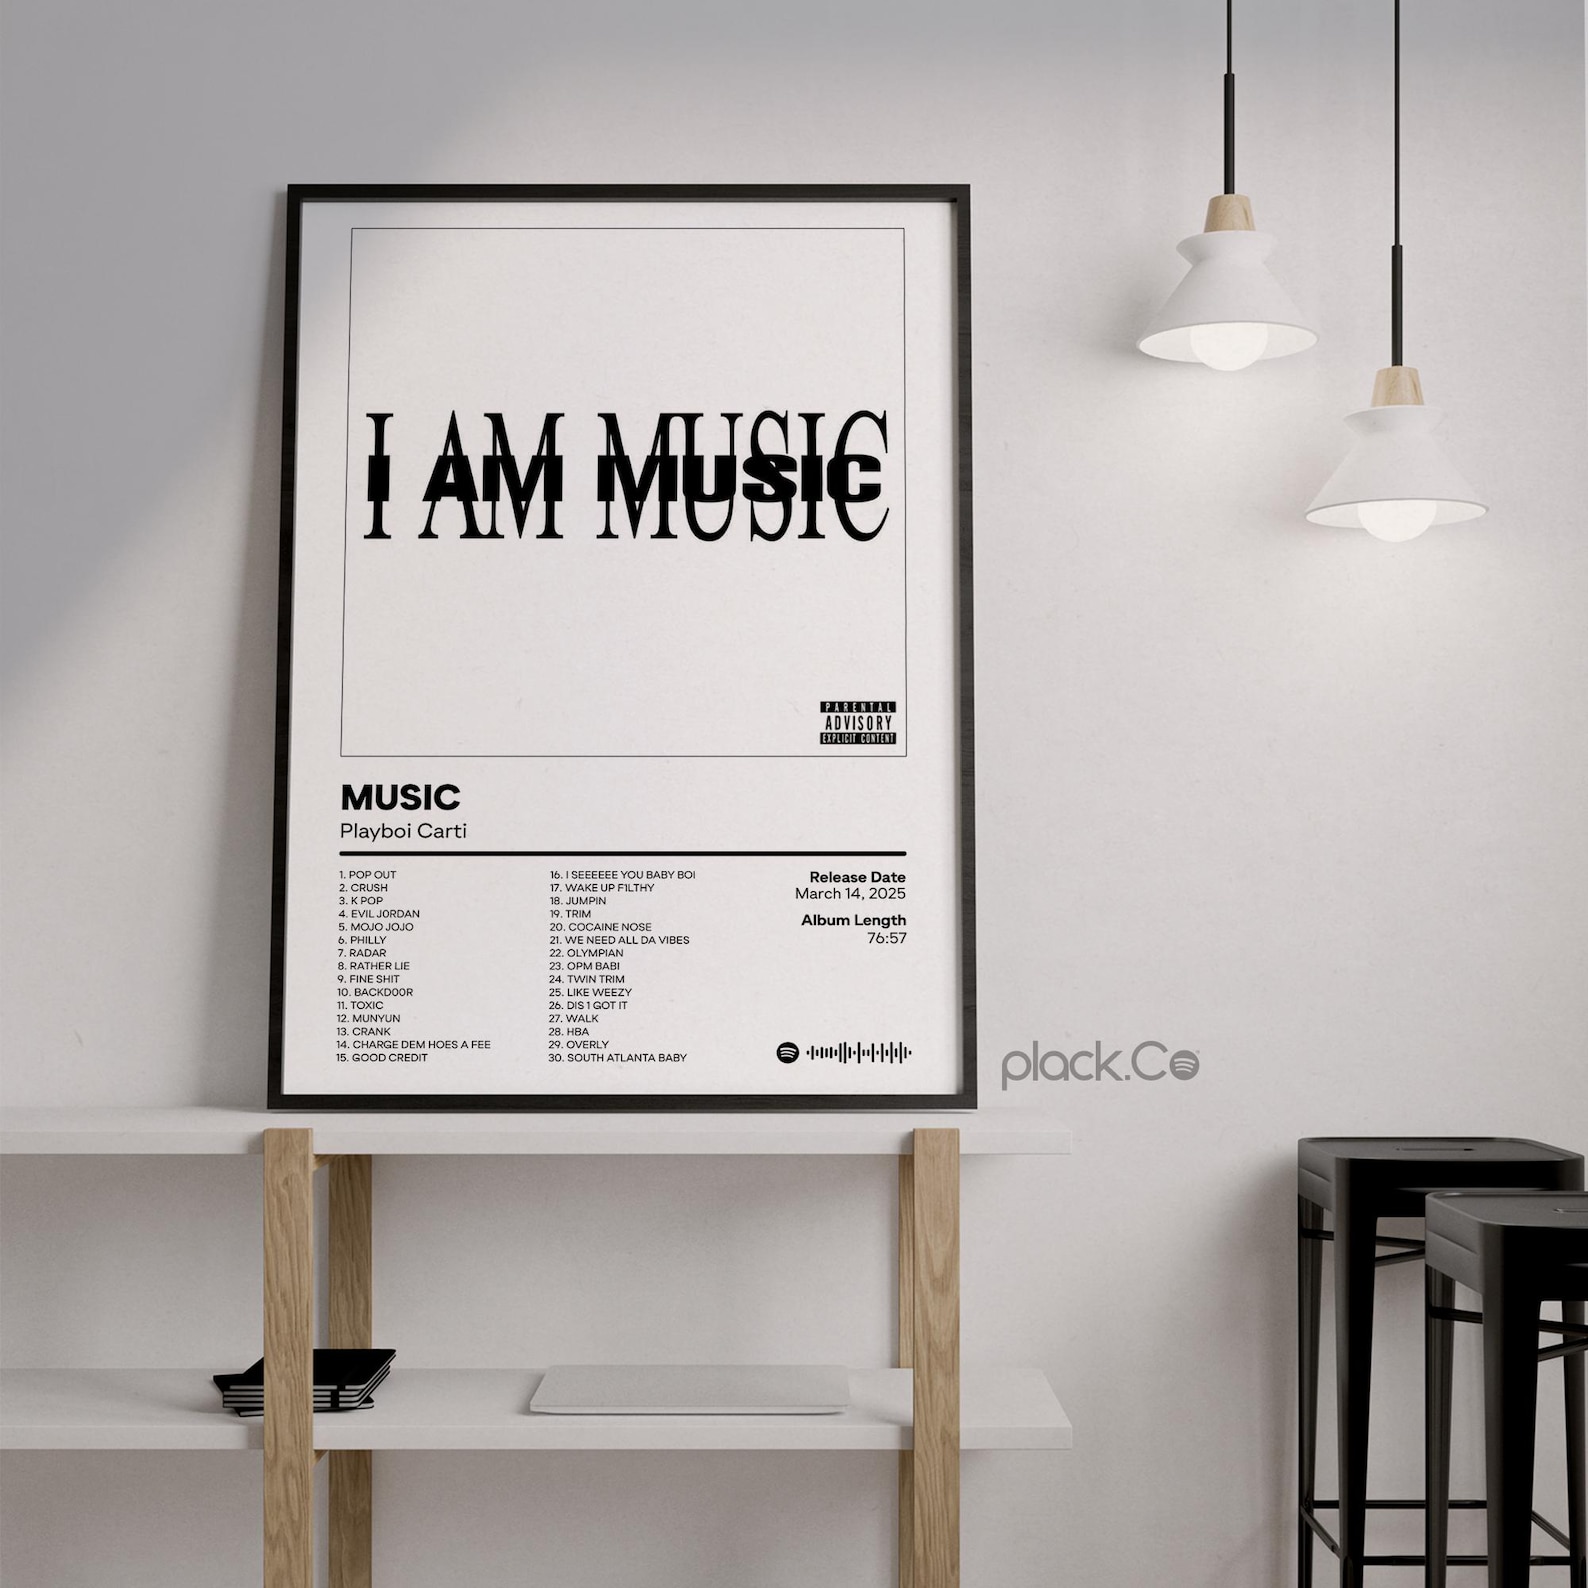 I AM MUSIC
I AM MUSIC
PARENTAL
ADVISORY
EXPLICIT CONTENT
MUSIC
Playboi Carti
1. POP OUT
2. CRUSH
3. K POP
4. EVIL J0RDAN
5. MOJO JOJO
6. PHILLY
7. RADAR
8. RATHER LIE
9. FINE SHIT
10. BACKD00R
11. TOXIC
12. MUNYUN
13. CRANK
14. CHARGE DEM HOES A FEE
15. GOOD CREDIT
16. I SEEEEEE YOU BABY BOI
17. WAKE UP F1LTHY
18. JUMPIN
19. TRIM
20. COCAINE NOSE
21. WE NEED ALL DA VIBES
22. OLYMPIAN
23. OPM BABI
24. TWIN TRIM
25. LIKE WEEZY
26. DIS 1 GOT IT
27. WALK
28. HBA
29. OVERLY
30. SOUTH ATLANTA BABY
Release Date
March 14, 2025
Album Length
76:57
plack.Co